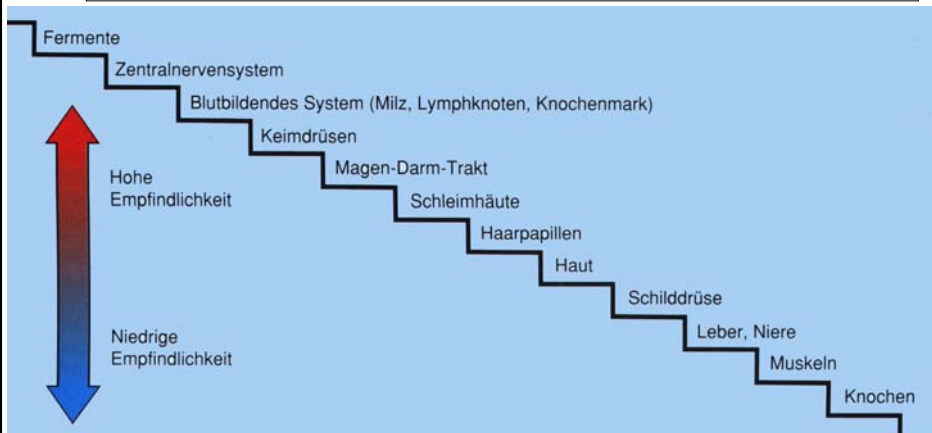 Fermente
Zentralnervensystem
Blutbildendes System (Milz, Lymphknoten, Knochenmark)
Keimdrüsen
Magen-Darm-Trakt
Hohe
Empfindlichkeit
Schleimhäute
Haarpapillen
Haut
Schilddrüse
Niedrige
Empfindlichkeit
Leber, Niere
Muskeln
Knochen